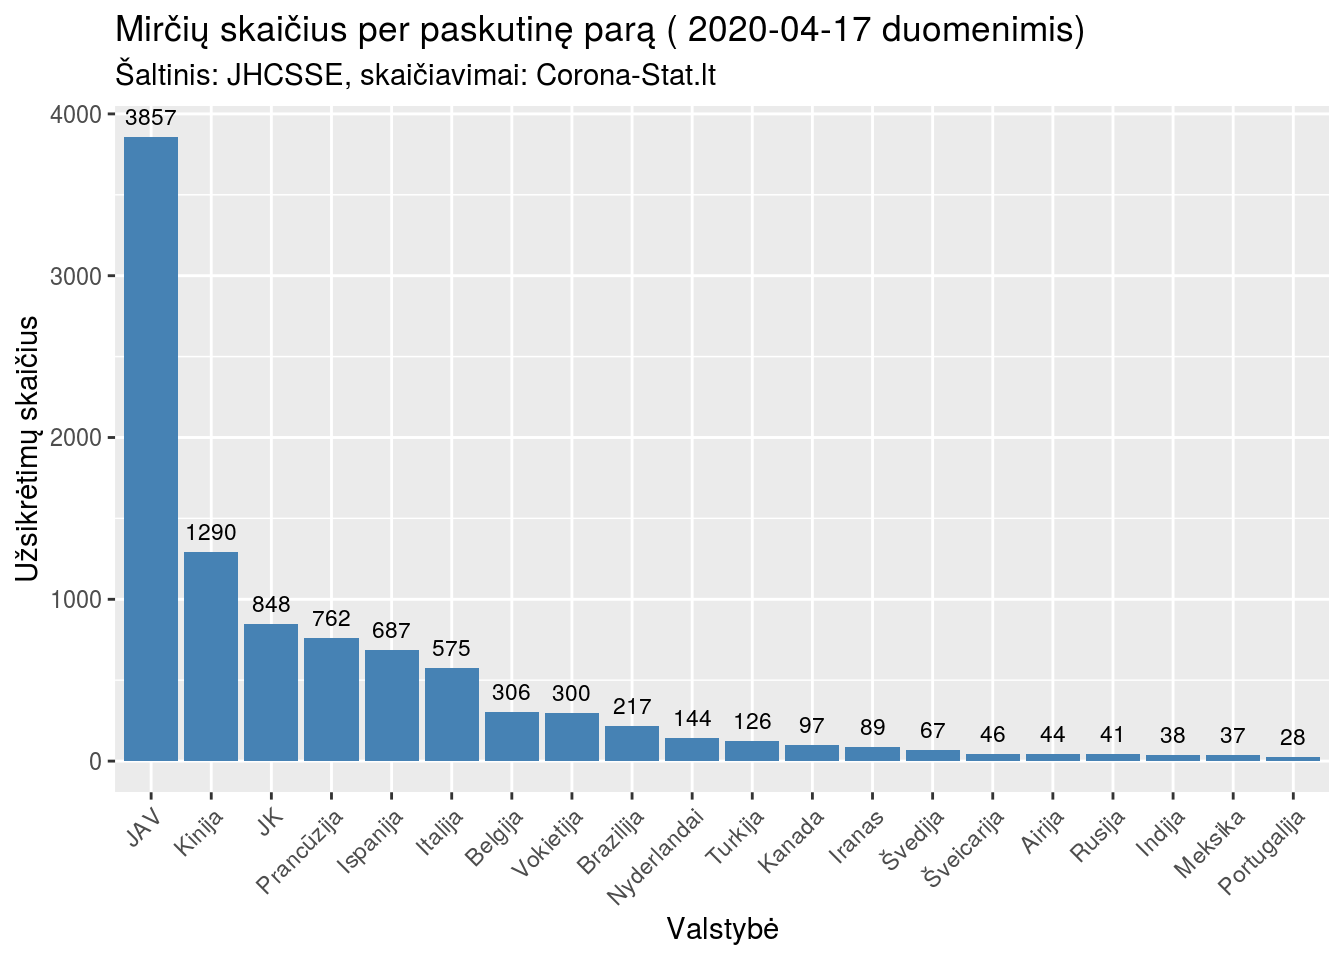 Mirčių skaičius per paskutinę parą ( 2020-04-17 duomenimis)
Šaltinis: JHCSSE, skaičiavimai: Corona-Stat.lt
Užsikrėtimų skaičius
4000
3000
2000
1000
0
3857
1290
848
762
687
575
306
300
217
144
126
97
89
67
46
44
41
38
37
28
JAV
Kinija
JK
Prancūzija
Ispanija
Italija
Belgija
Vokietija
Brazilija
Nyderlandai
Turkija
Kanada
Iranas
Švedija
Šveicarija
Airija
Rusija
Indija
Meksika
Portugalija
Valstybė